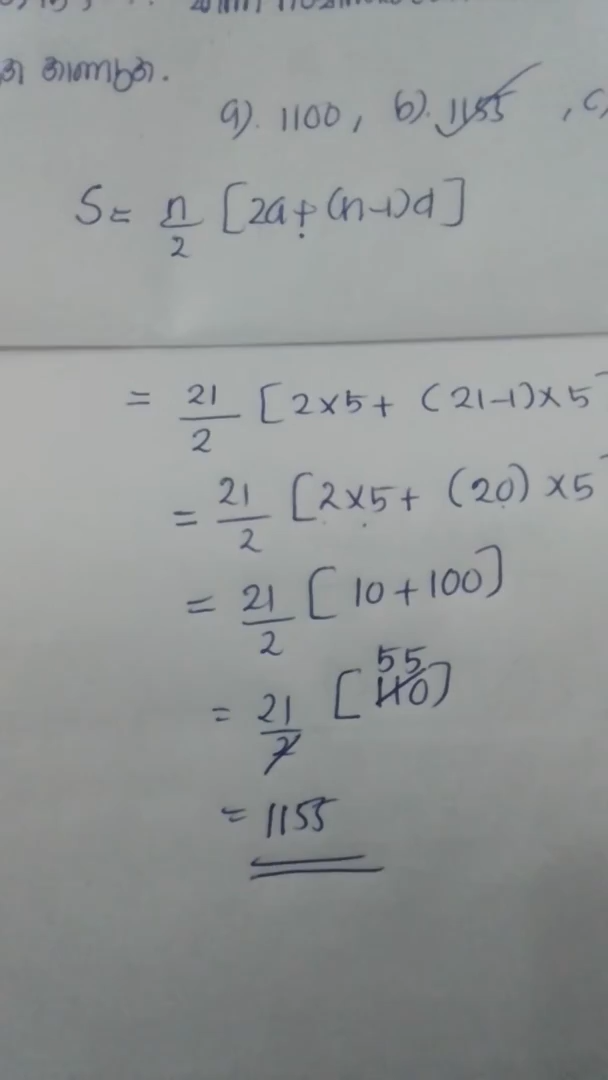 കാണുക.
a). 1100, b). 1155, c
S = n/2 [2a + (n-1)d]
= 21/2 [2×5 + (21-1)×5
= 21/2 [2×5 + (20)×5
= 21/2 [10+100]
= 21/2 [110] 55
= 1155